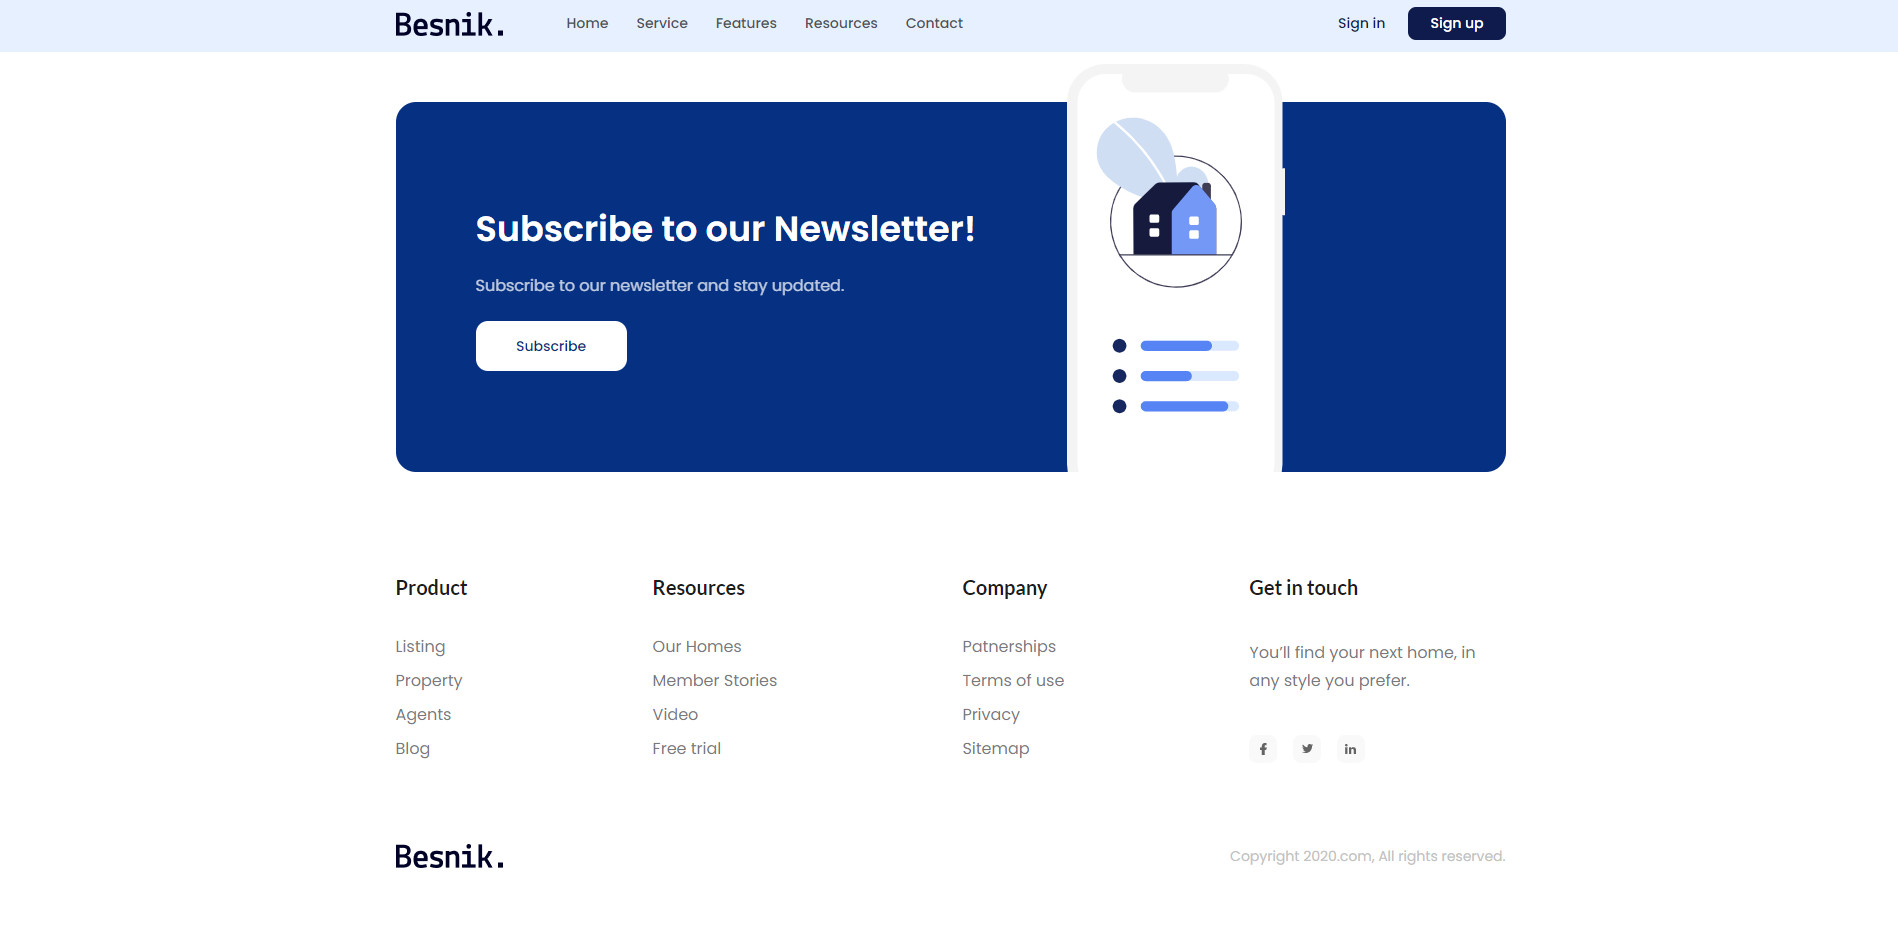 Besnik.
Home Service Features Resources Contact
Sign in
Sign up
Subscribe to our Newsletter!
Subscribe to our newsletter and stay updated.
Subscribe
Product
Listing
Property
Agents
Blog
Resources
Our Homes
Member Stories
Video
Free trial
Company
Patnerships
Terms of use
Privacy
Sitemap
Get in touch
You’ll find your next home, in
any style you prefer.
Besnik.
Copyright 2020.com, All rights reserved.